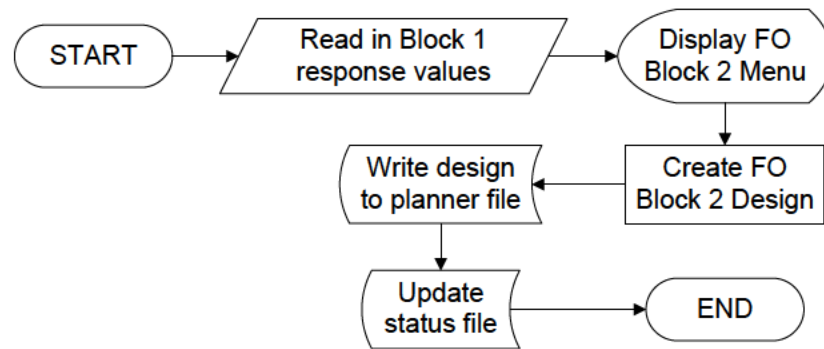 START
Read in Block 1
response values
Display FO
Block 2 Menu
Create FO
Block 2 Design
Write design
to planner file
Update
status file
END